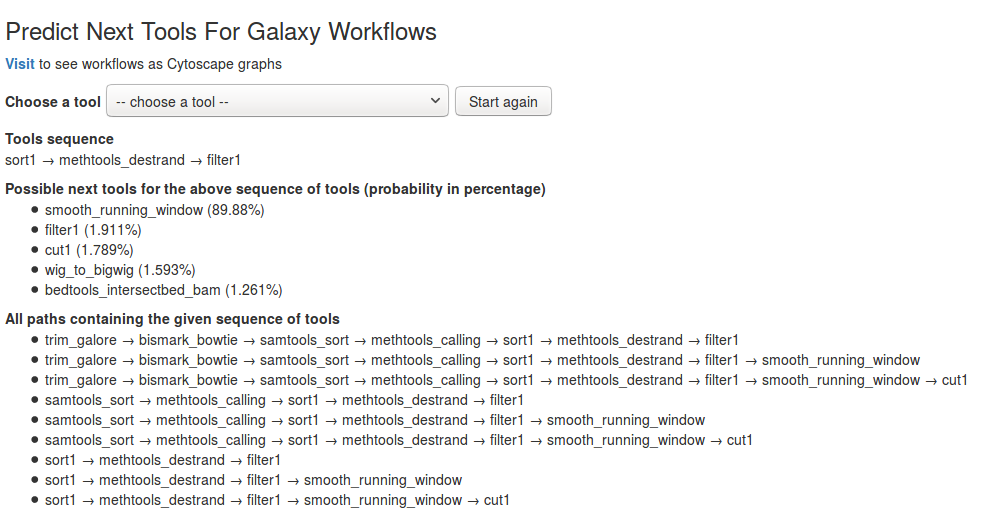 Predict Next Tools For Galaxy Workflows
Visit to see workflows as Cytoscape graphs
Choose a tool -- choose a tool -- Start again
Tools sequence
sort1 → methtools_destrand → filter1
Possible next tools for the above sequence of tools (probability in percentage)
• smooth_running_window (89.88%)
• filter1 (1.911%)
• cut1 (1.789%)
• wig_to_bigwig (1.593%)
• bedtools_intersectbed_bam (1.261%)
All paths containing the given sequence of tools
• trim_galore → bismark_bowtie → samtools_sort → methtools_calling → sort1 → methtools_destrand → filter1
• trim_galore → bismark_bowtie → samtools_sort → methtools_calling → sort1 → methtools_destrand → filter1 → smooth_running_window
• trim_galore → bismark_bowtie → samtools_sort → methtools_calling → sort1 → methtools_destrand → filter1 → smooth_running_window → cut1
• samtools_sort → methtools_calling → sort1 → methtools_destrand → filter1
• samtools_sort → methtools_calling → sort1 → methtools_destrand → filter1 → smooth_running_window
• samtools_sort → methtools_calling → sort1 → methtools_destrand → filter1 → smooth_running_window → cut1
• sort1 → methtools_destrand → filter1
• sort1 → methtools_destrand → filter1 → smooth_running_window
• sort1 → methtools_destrand → filter1 → smooth_running_window → cut1